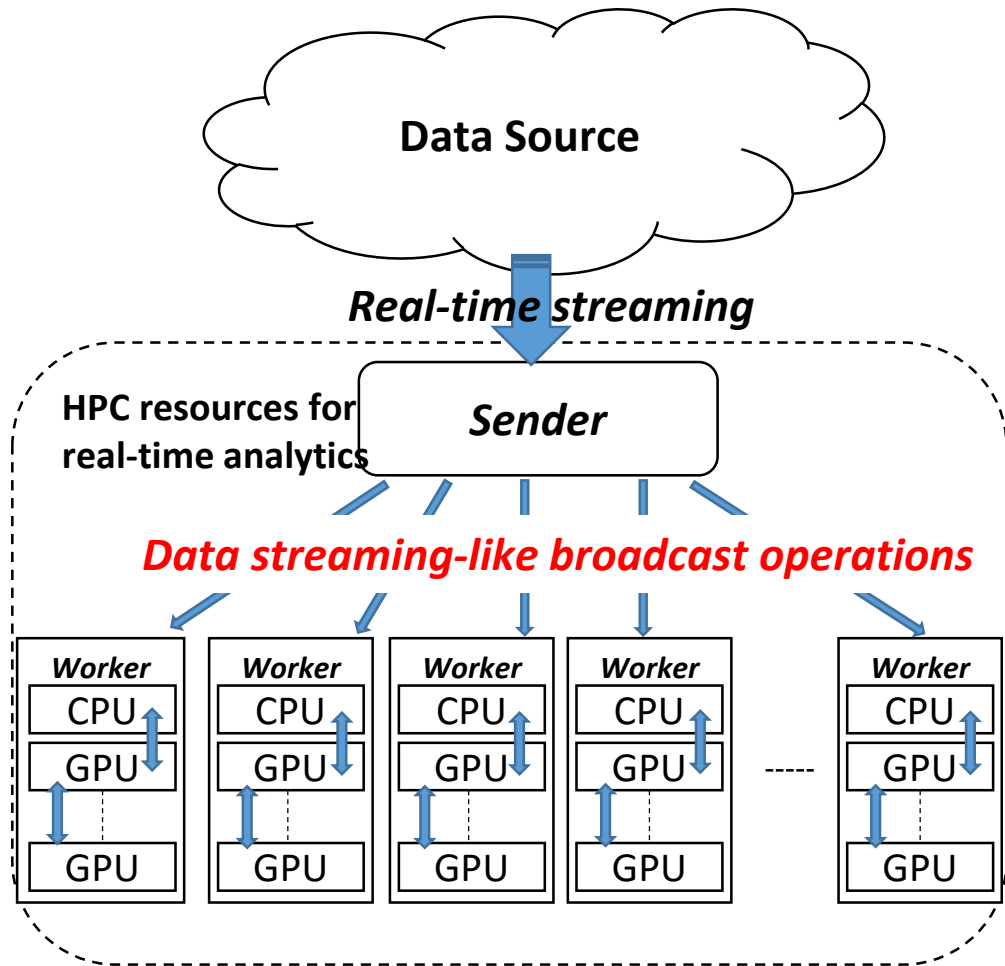 Data Source
Real-time streaming
HPC resources for
real-time analytics
Sender
Data streaming-like broadcast operations
Worker
CPU
GPU
GPU
Worker
CPU
GPU
GPU
Worker
CPU
GPU
GPU
Worker
CPU
GPU
GPU
Worker
CPU
GPU
GPU